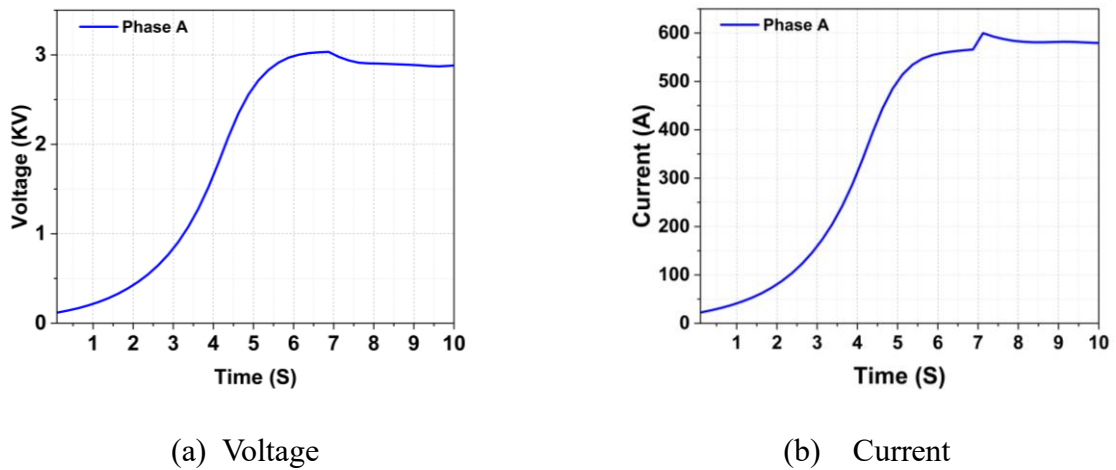 Phase A
3
2
1
0
Voltage (KV)
1 2 3 4 5 6 7 8 9 10
Time (S)
(a) Voltage
Phase A
600
500
400
300
200
100
0
Current (A)
1 2 3 4 5 6 7 8 9 10
Time (S)
(b) Current